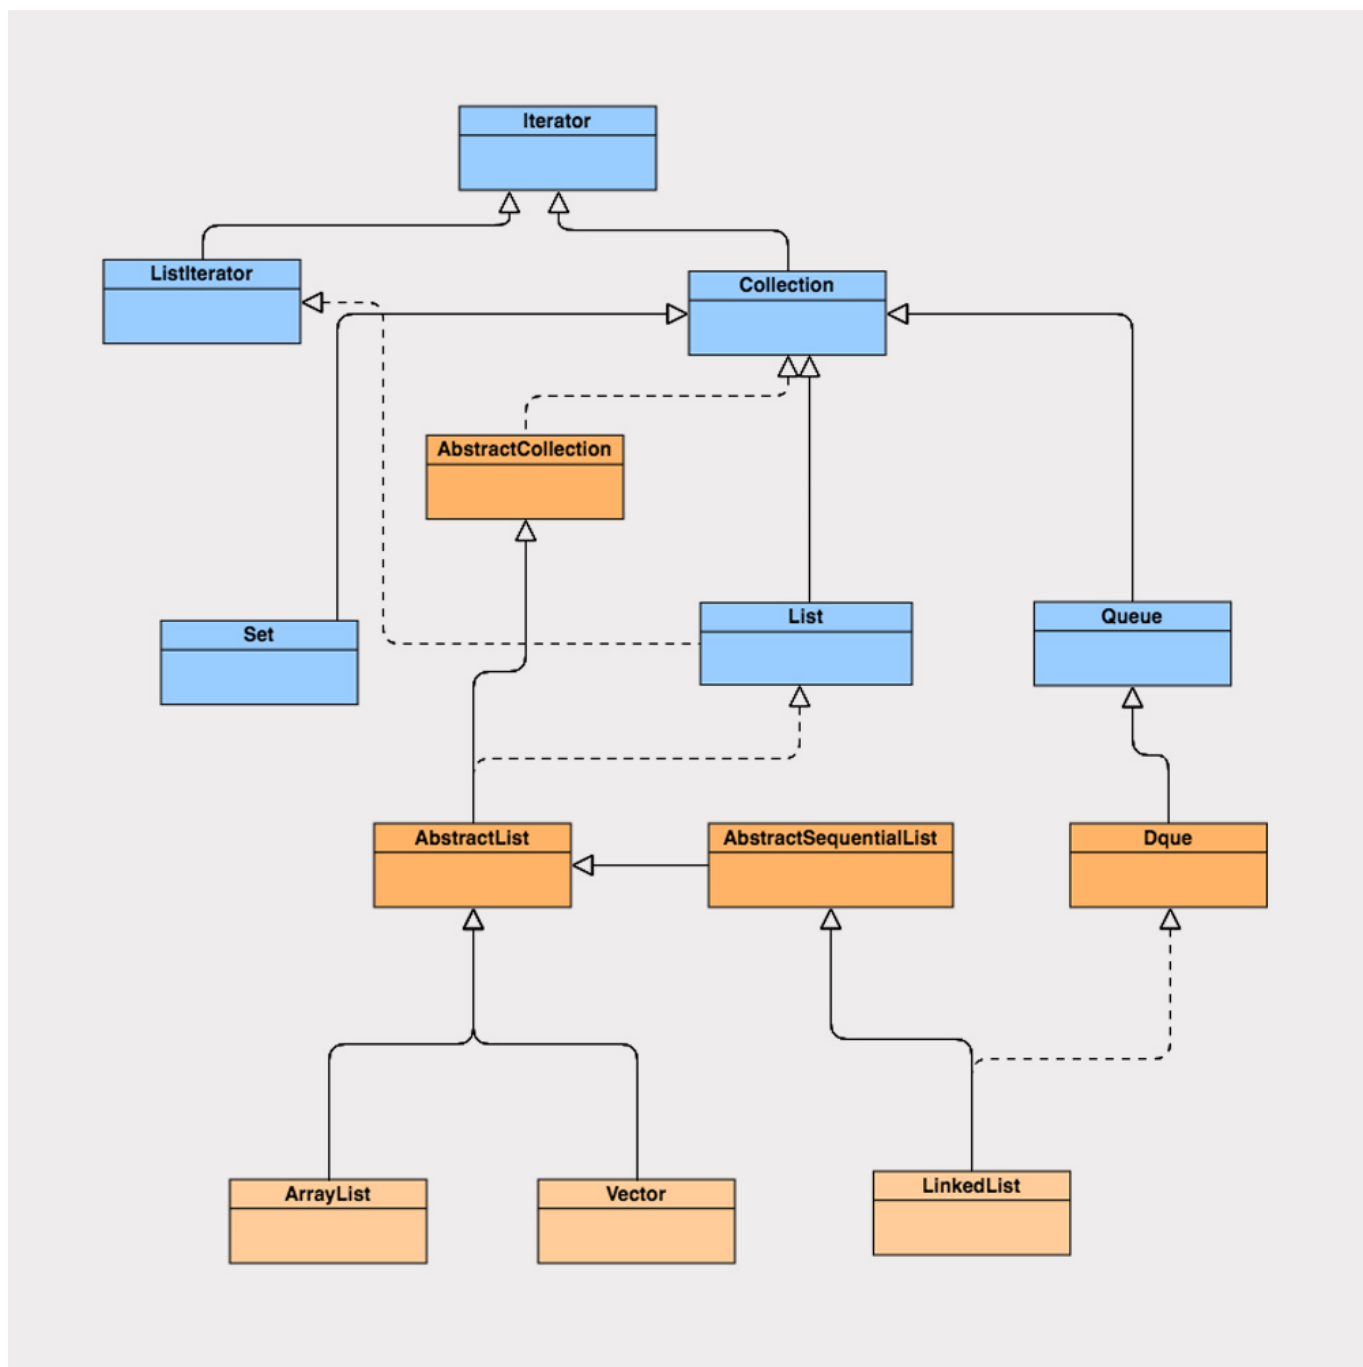 Iterator
ListIterator
Collection
AbstractCollection
Set
List
Queue
AbstractList
AbstractSequentialList
Dque
ArrayList
Vector
LinkedList